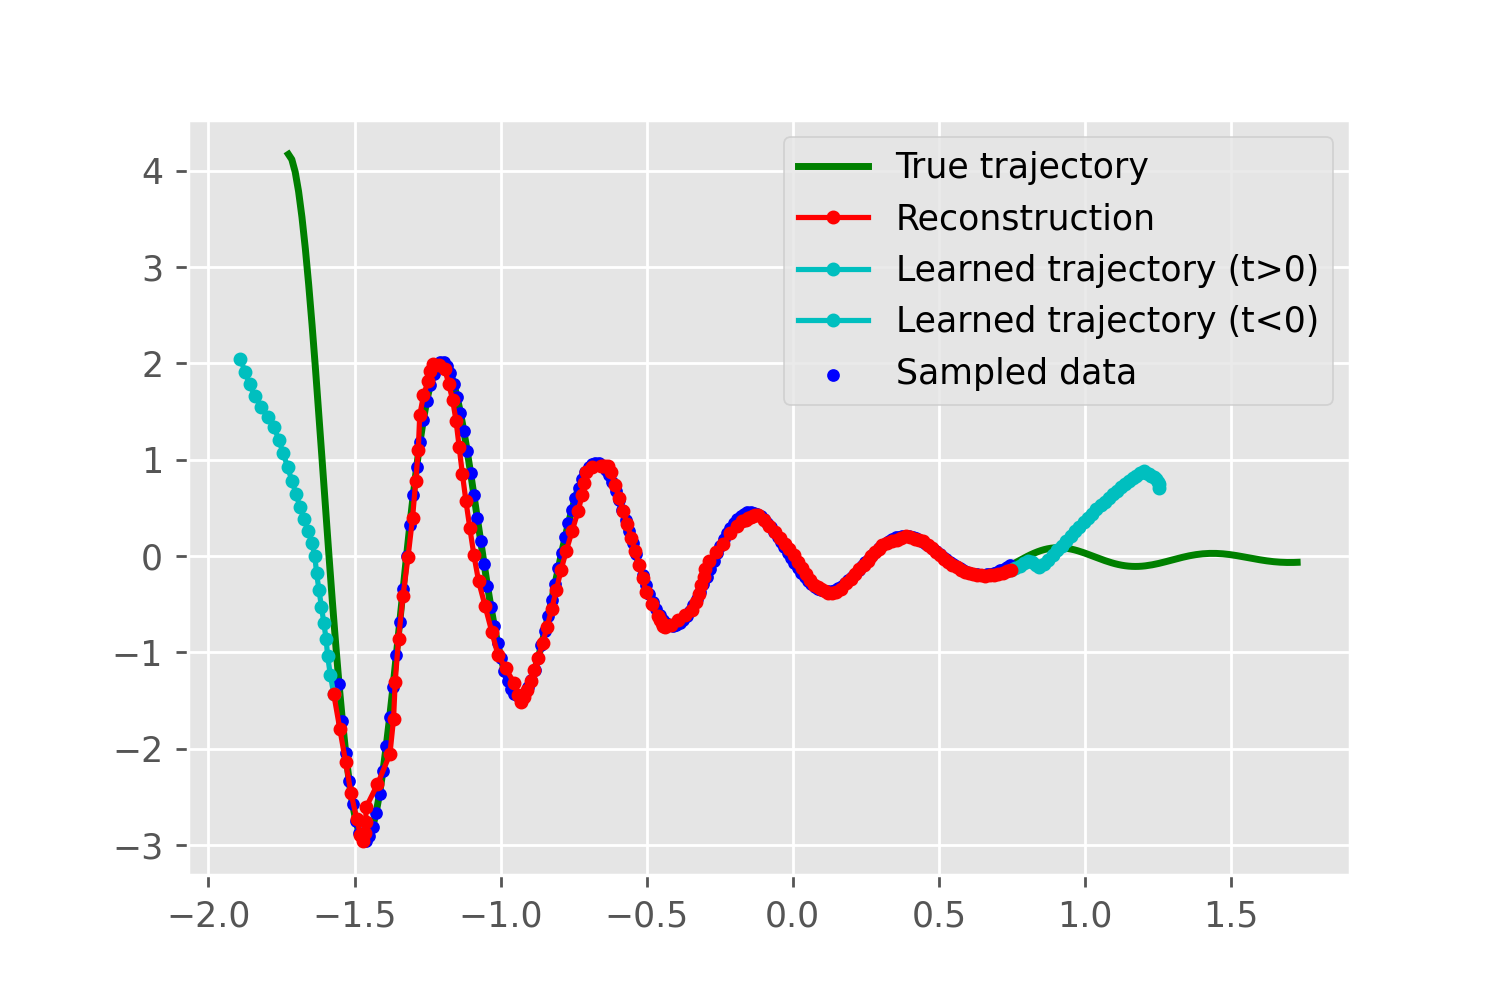 True trajectory
Reconstruction
Learned trajectory (t>0)
Learned trajectory (t<0)
Sampled data
4
3
2
1
0
−1
−2
−3
−2.0 −1.5 −1.0 −0.5 0.0 0.5 1.0 1.5